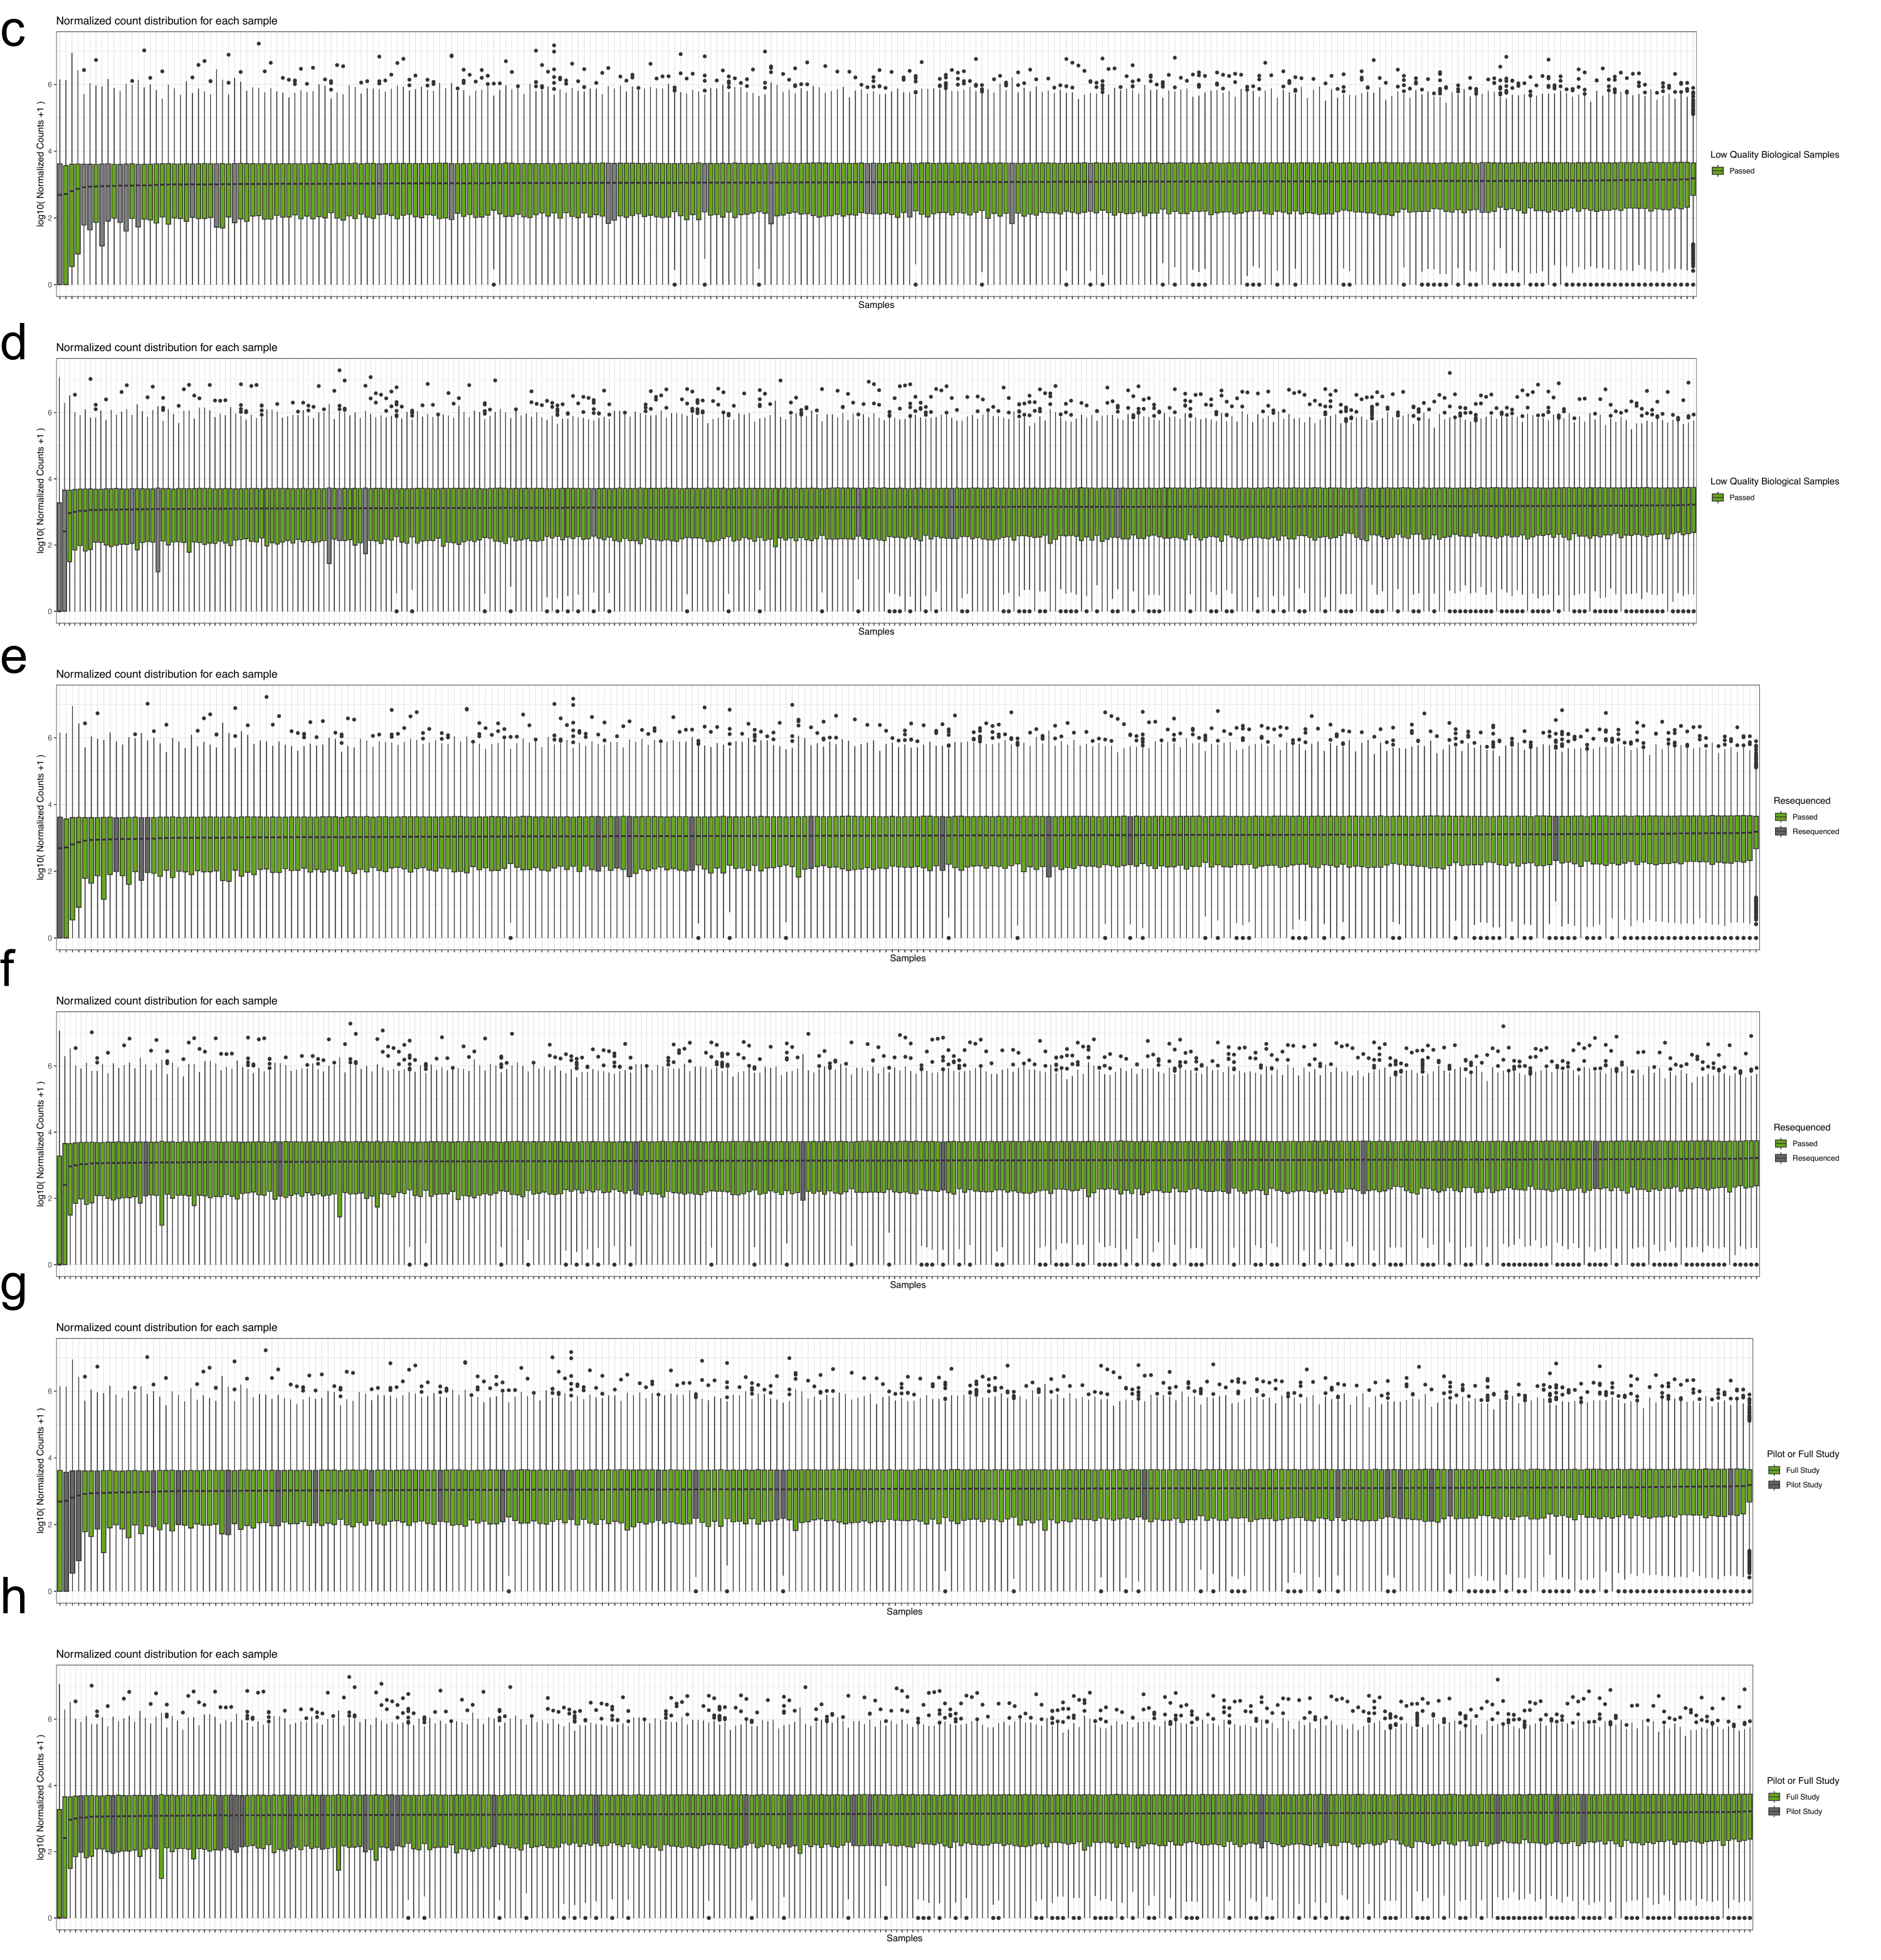 c
Normalized count distribution for each sample
log10( Normalized Counts +1 )
6
4
2
0
Samples
Low Quality Biological Samples
Passed
d
Normalized count distribution for each sample
log10( Normalized Counts +1 )
6
4
2
0
Samples
Low Quality Biological Samples
Passed
e
Normalized count distribution for each sample
log10( Normalized Counts +1 )
6
4
2
0
Samples
Resequenced
Passed
Resequenced
f
Normalized count distribution for each sample
log10( Normalized Counts +1 )
6
4
2
0
Samples
Resequenced
Passed
Resequenced
g
Normalized count distribution for each sample
log10( Normalized Counts +1 )
6
4
2
0
Samples
Pilot or Full Study
Full Study
Pilot Study
h
Normalized count distribution for each sample
log10( Normalized Counts +1 )
6
4
2
0
Samples
Pilot or Full Study
Full Study
Pilot Study